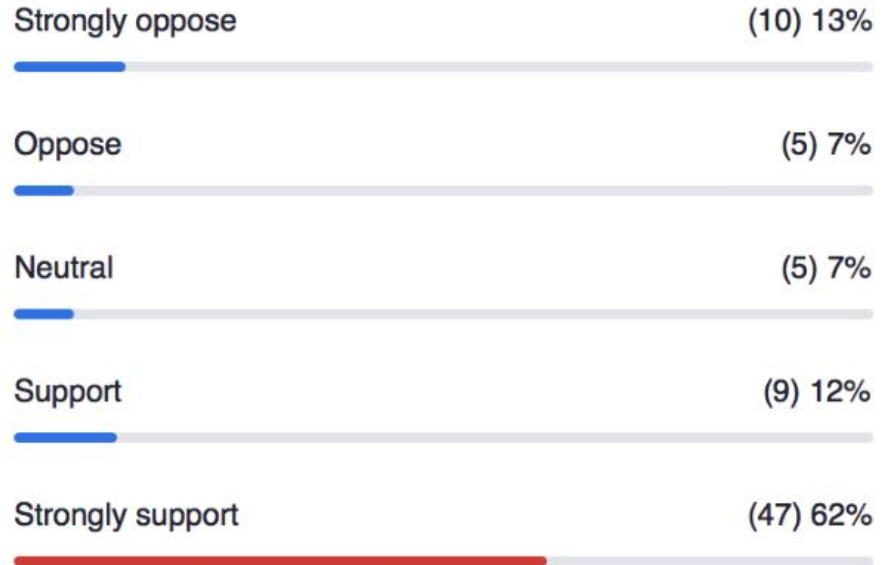 Strongly oppose (10) 13%
Oppose (5) 7%
Neutral (5) 7%
Support (9) 12%
Strongly support (47) 62%